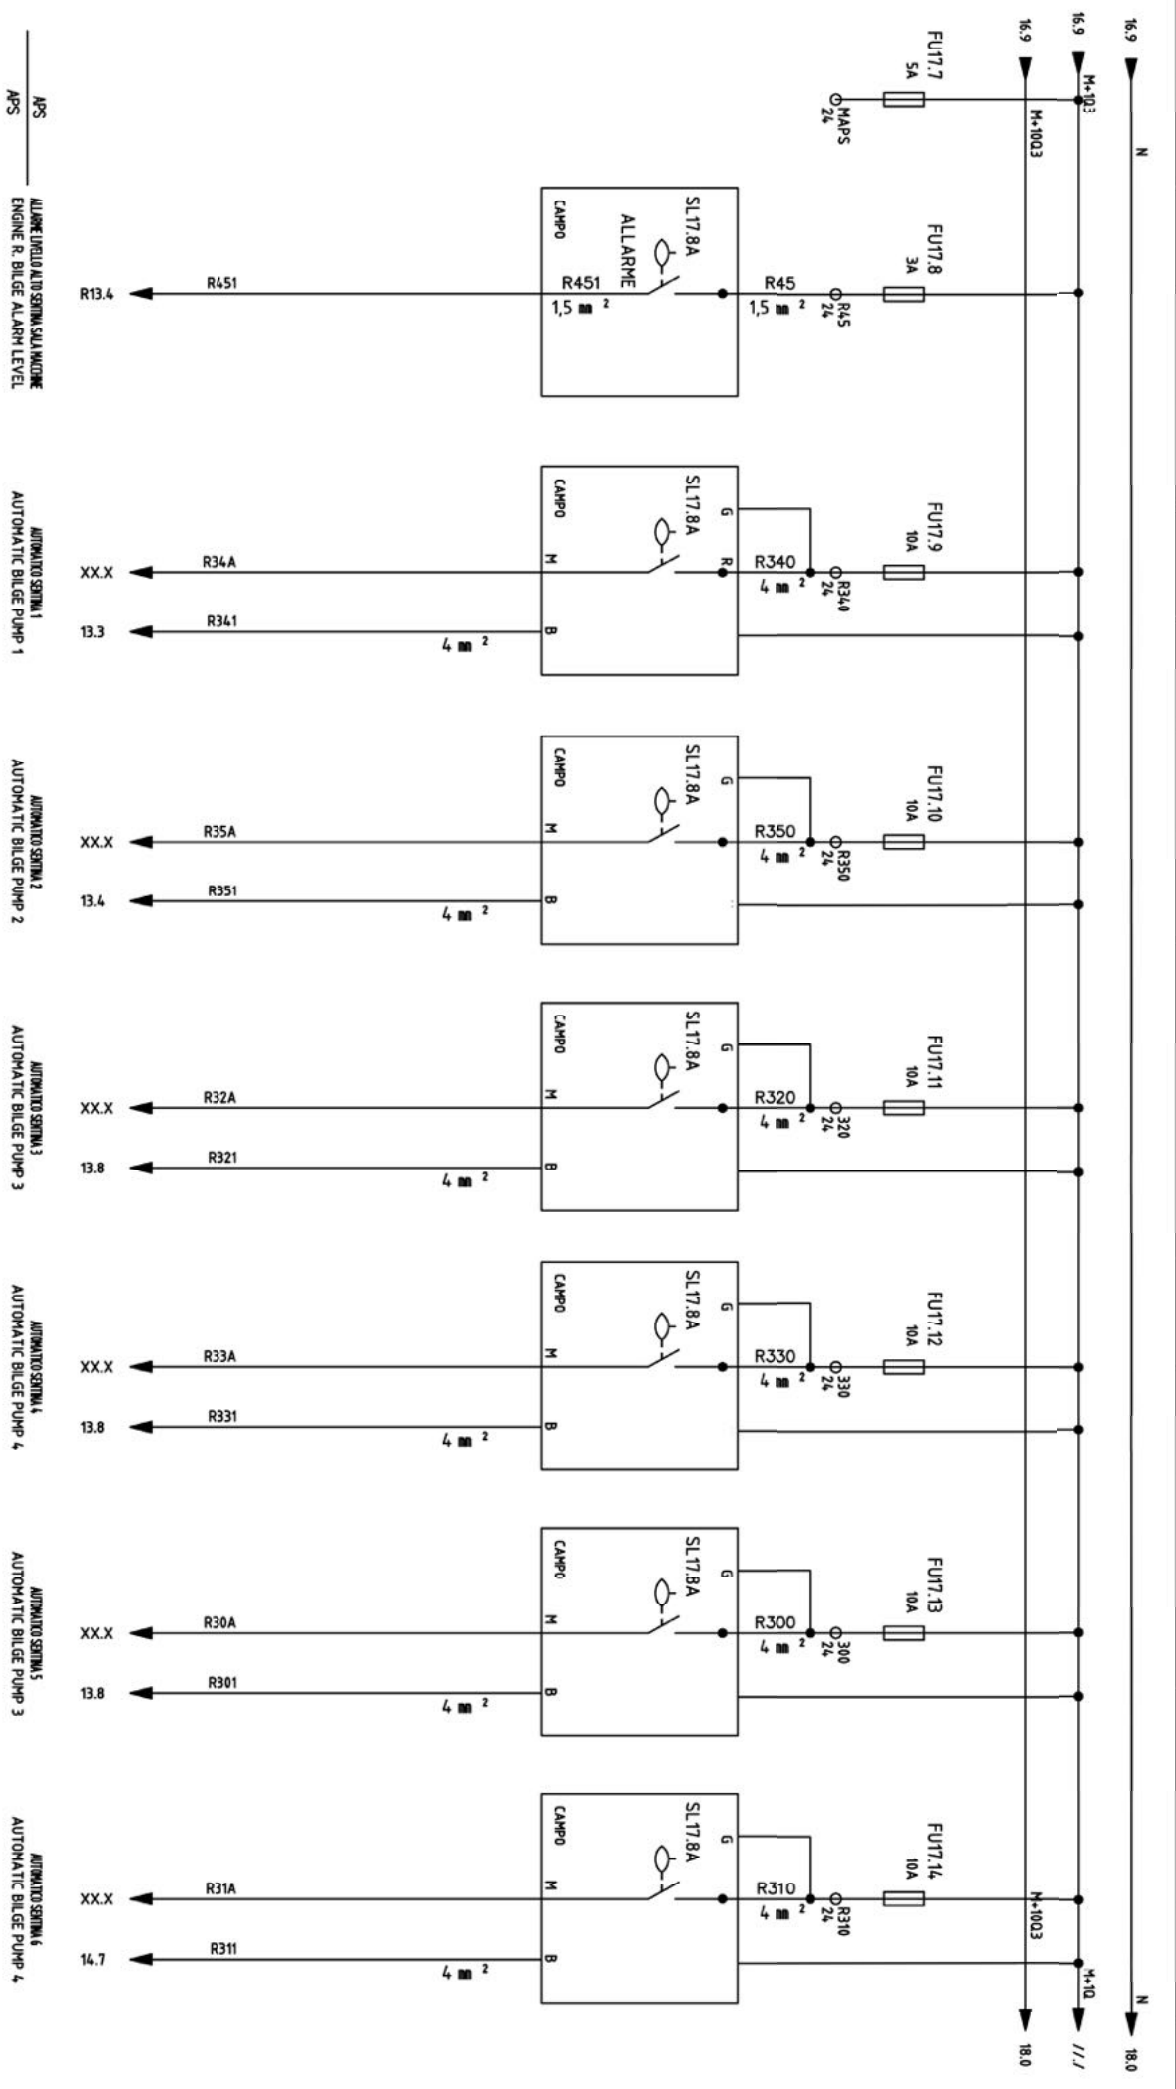 16.9
N
N
18.0
16.9
M+1Q3
M+1Q
//./
16.9
M+10Q3
M+10Q3
18.0
FU17.7
5A
MAPS
24
APS
APS
FU17.8
3A
R45
24
R45
1,5 mm 2
SL17.8A
ALLARME
CAMPO
R451
1,5 mm 2
R451
R13.4
ALLARME LIVELLO ALTO SENTINA SALA MACCHINE
ENGINE R. BILGE ALARM LEVEL
FU17.9
10A
R340
24
R340
4 mm 2
G
R
SL17.8A
CAMPO
M
B
R34A
XX.X
R341
4 mm 2
13.3
AUTOMATICO SENTINA 1
AUTOMATIC BILGE PUMP 1
FU17.10
10A
R350
24
R350
4 mm 2
G
SL17.8A
CAMPO
M
B
R35A
XX.X
R351
4 mm 2
13.4
AUTOMATICO SENTINA 2
AUTOMATIC BILGE PUMP 2
FU17.11
10A
320
24
R320
4 mm 2
G
SL17.8A
CAMPO
M
B
R32A
XX.X
R321
4 mm 2
13.8
AUTOMATICO SENTINA 3
AUTOMATIC BILGE PUMP 3
FU17.12
10A
330
24
R330
4 mm 2
G
SL17.8A
CAMPO
M
B
R33A
XX.X
R331
4 mm 2
13.8
AUTOMATICO SENTINA 4
AUTOMATIC BILGE PUMP 4
FU17.13
10A
300
24
R300
4 mm 2
G
SL17.8A
CAMPO
M
B
R30A
XX.X
R301
4 mm 2
13.8
AUTOMATICO SENTINA 5
AUTOMATIC BILGE PUMP 3
FU17.14
10A
R310
24
R310
4 mm 2
G
SL17.8A
CAMPO
M
B
R31A
XX.X
R311
4 mm 2
14.7
AUTOMATICO SENTINA 6
AUTOMATIC BILGE PUMP 4